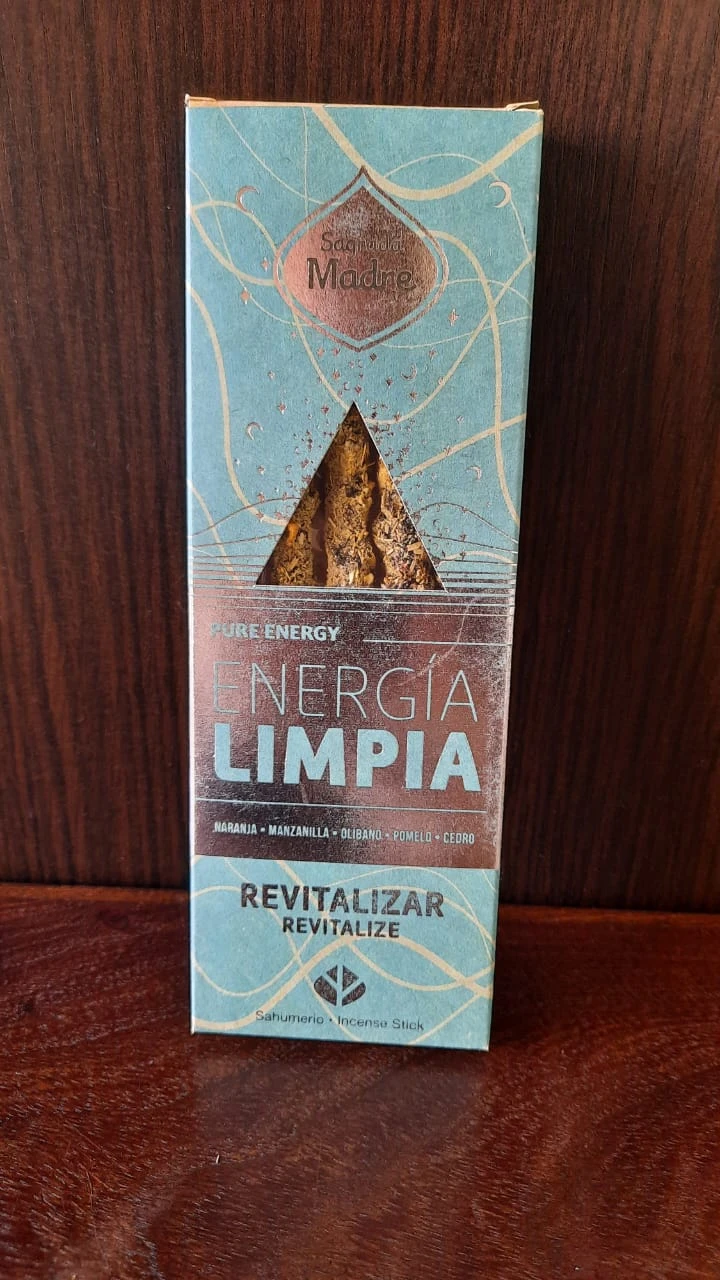 Sagrada
Madre
PURE ENERGY
ENERGÍA
LIMPIA
NARANJA • MANZANILLA • OLIBANO • POMELO • CEDRO
REVITALIZAR
REVITALIZE
Sahumerio • Incense Stick